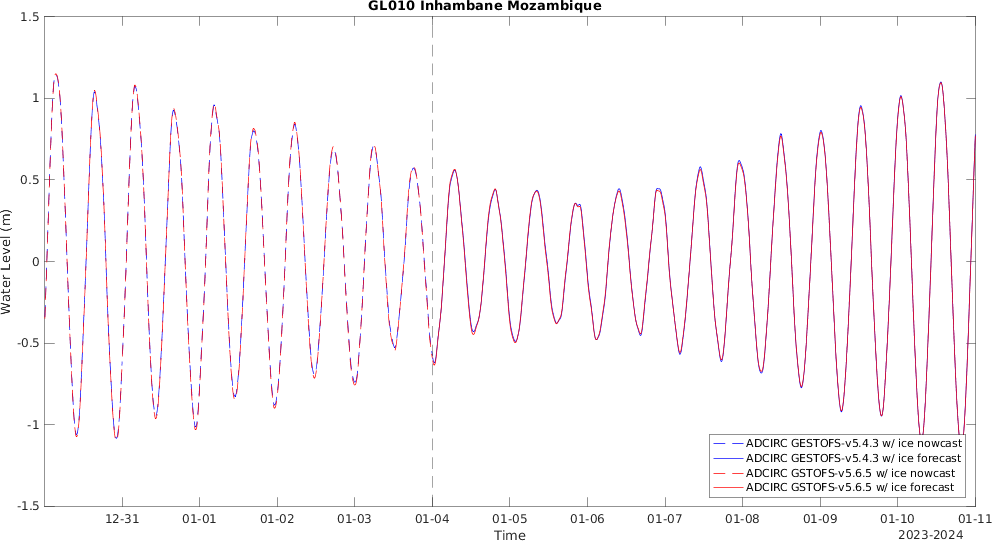 GL010 Inhambane Mozambique
1.5
1
0.5
0
-0.5
-1
-1.5
Water Level (m)
ADCIRC GESTOFS-v5.4.3 w/ ice nowcast
ADCIRC GESTOFS-v5.4.3 w/ ice forecast
ADCIRC GSTOFS-v5.6.5 w/ ice nowcast
ADCIRC GSTOFS-v5.6.5 w/ ice forecast
12-31 01-01 01-02 01-03 01-04 01-05 01-06 01-07 01-08 01-09 01-10 01-11
Time
2023-2024